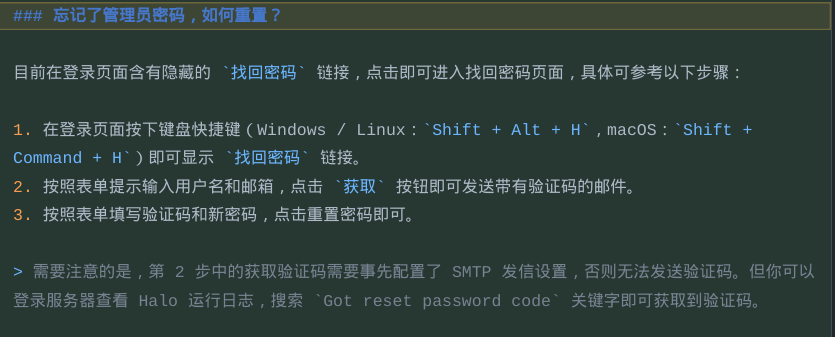 ### 忘记了管理员密码，如何重置？
目前在登录页面含有隐藏的 `找回密码` 链接，点击即可进入找回密码页面，具体可参考以下步骤：
1. 在登录页面按下键盘快捷键（Windows / Linux：`Shift + Alt + H`，macOS：`Shift +
Command + H`）即可显示 `找回密码` 链接。
2. 按照表单提示输入用户名和邮箱，点击 `获取` 按钮即可发送带有验证码的邮件。
3. 按照表单填写验证码和新密码，点击重置密码即可。
> 需要注意的是，第 2 步中的获取验证码需要事先配置了 SMTP 发信设置，否则无法发送验证码。但你可以
登录服务器查看 Halo 运行日志，搜索 `Got reset password code` 关键字即可获取到验证码。